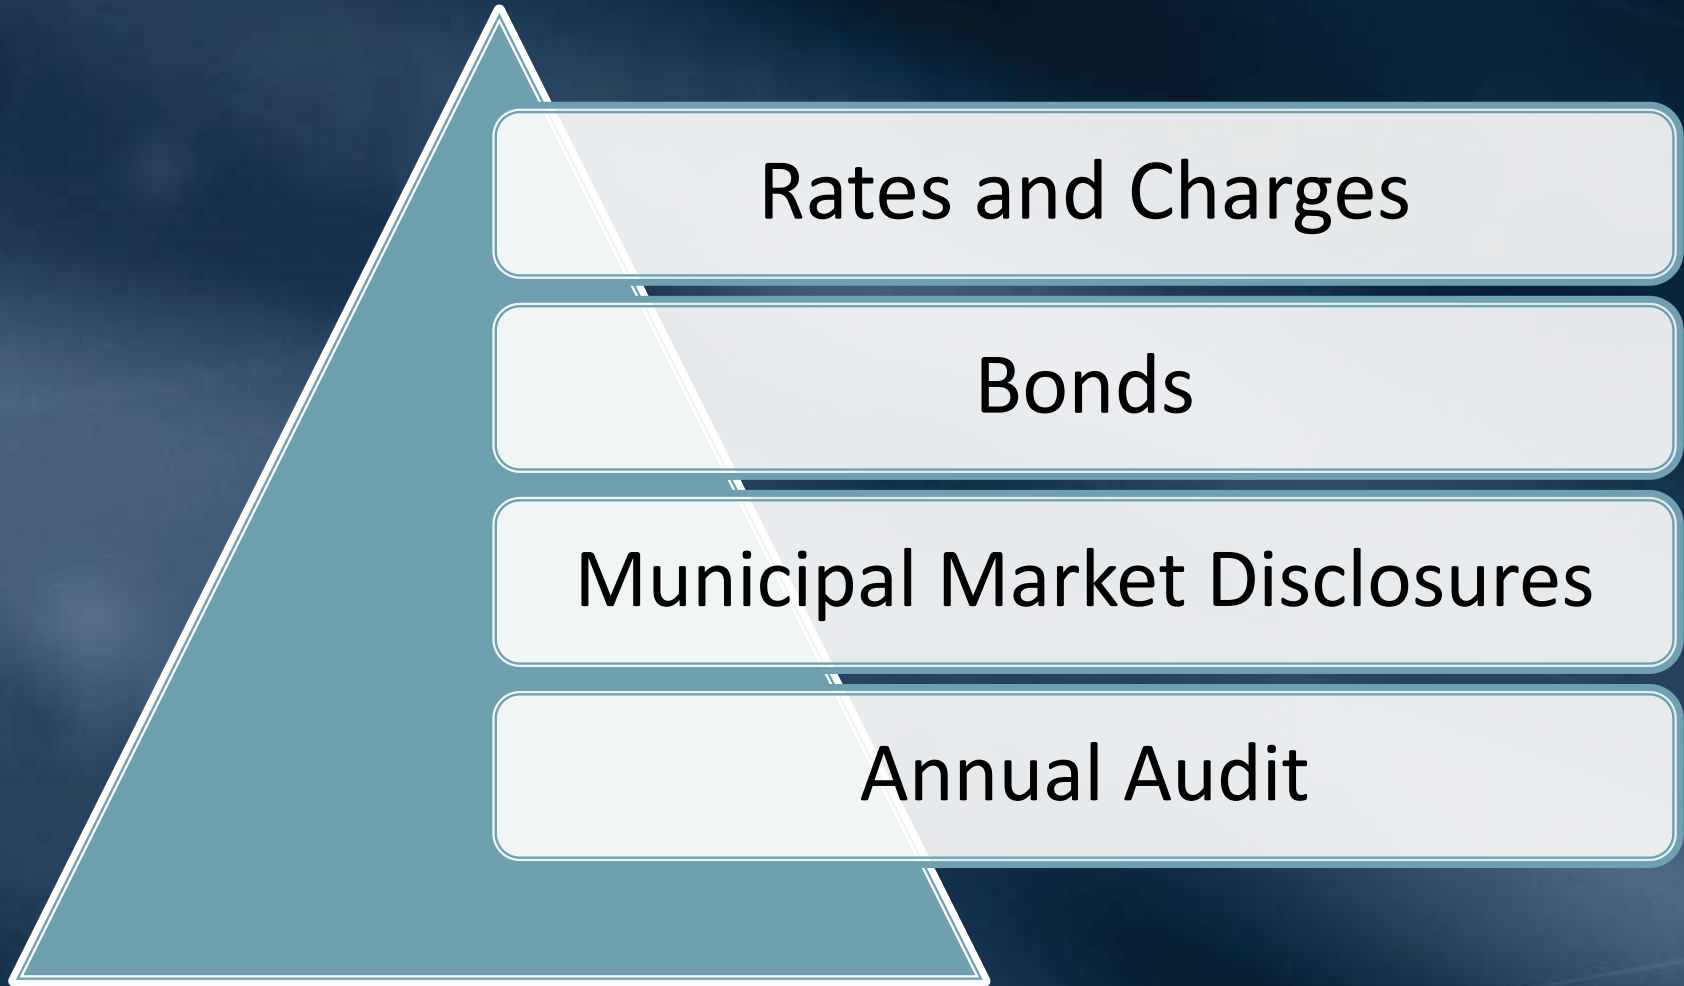 Rates and Charges
Bonds
Municipal Market Disclosures
Annual Audit